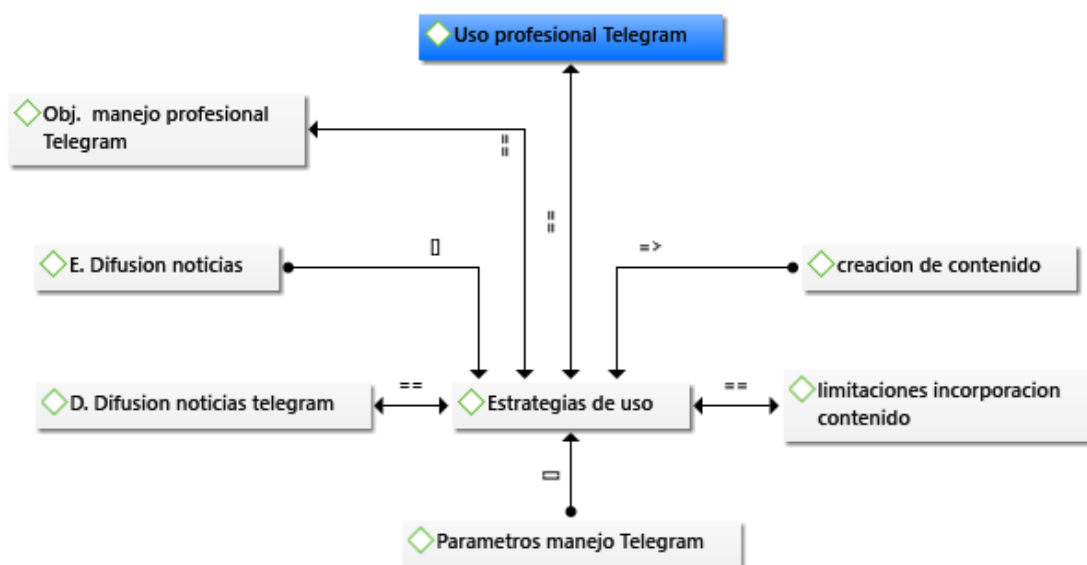 Uso profesional Telegram
Obj. manejo profesional
Telegram
==
==
E. Difusion noticias
[]
=>
creacion de contenido
D. Difusion noticias telegram
==
Estrategias de uso
==
limitaciones incorporacion
contenido
[]
Parametros manejo Telegram